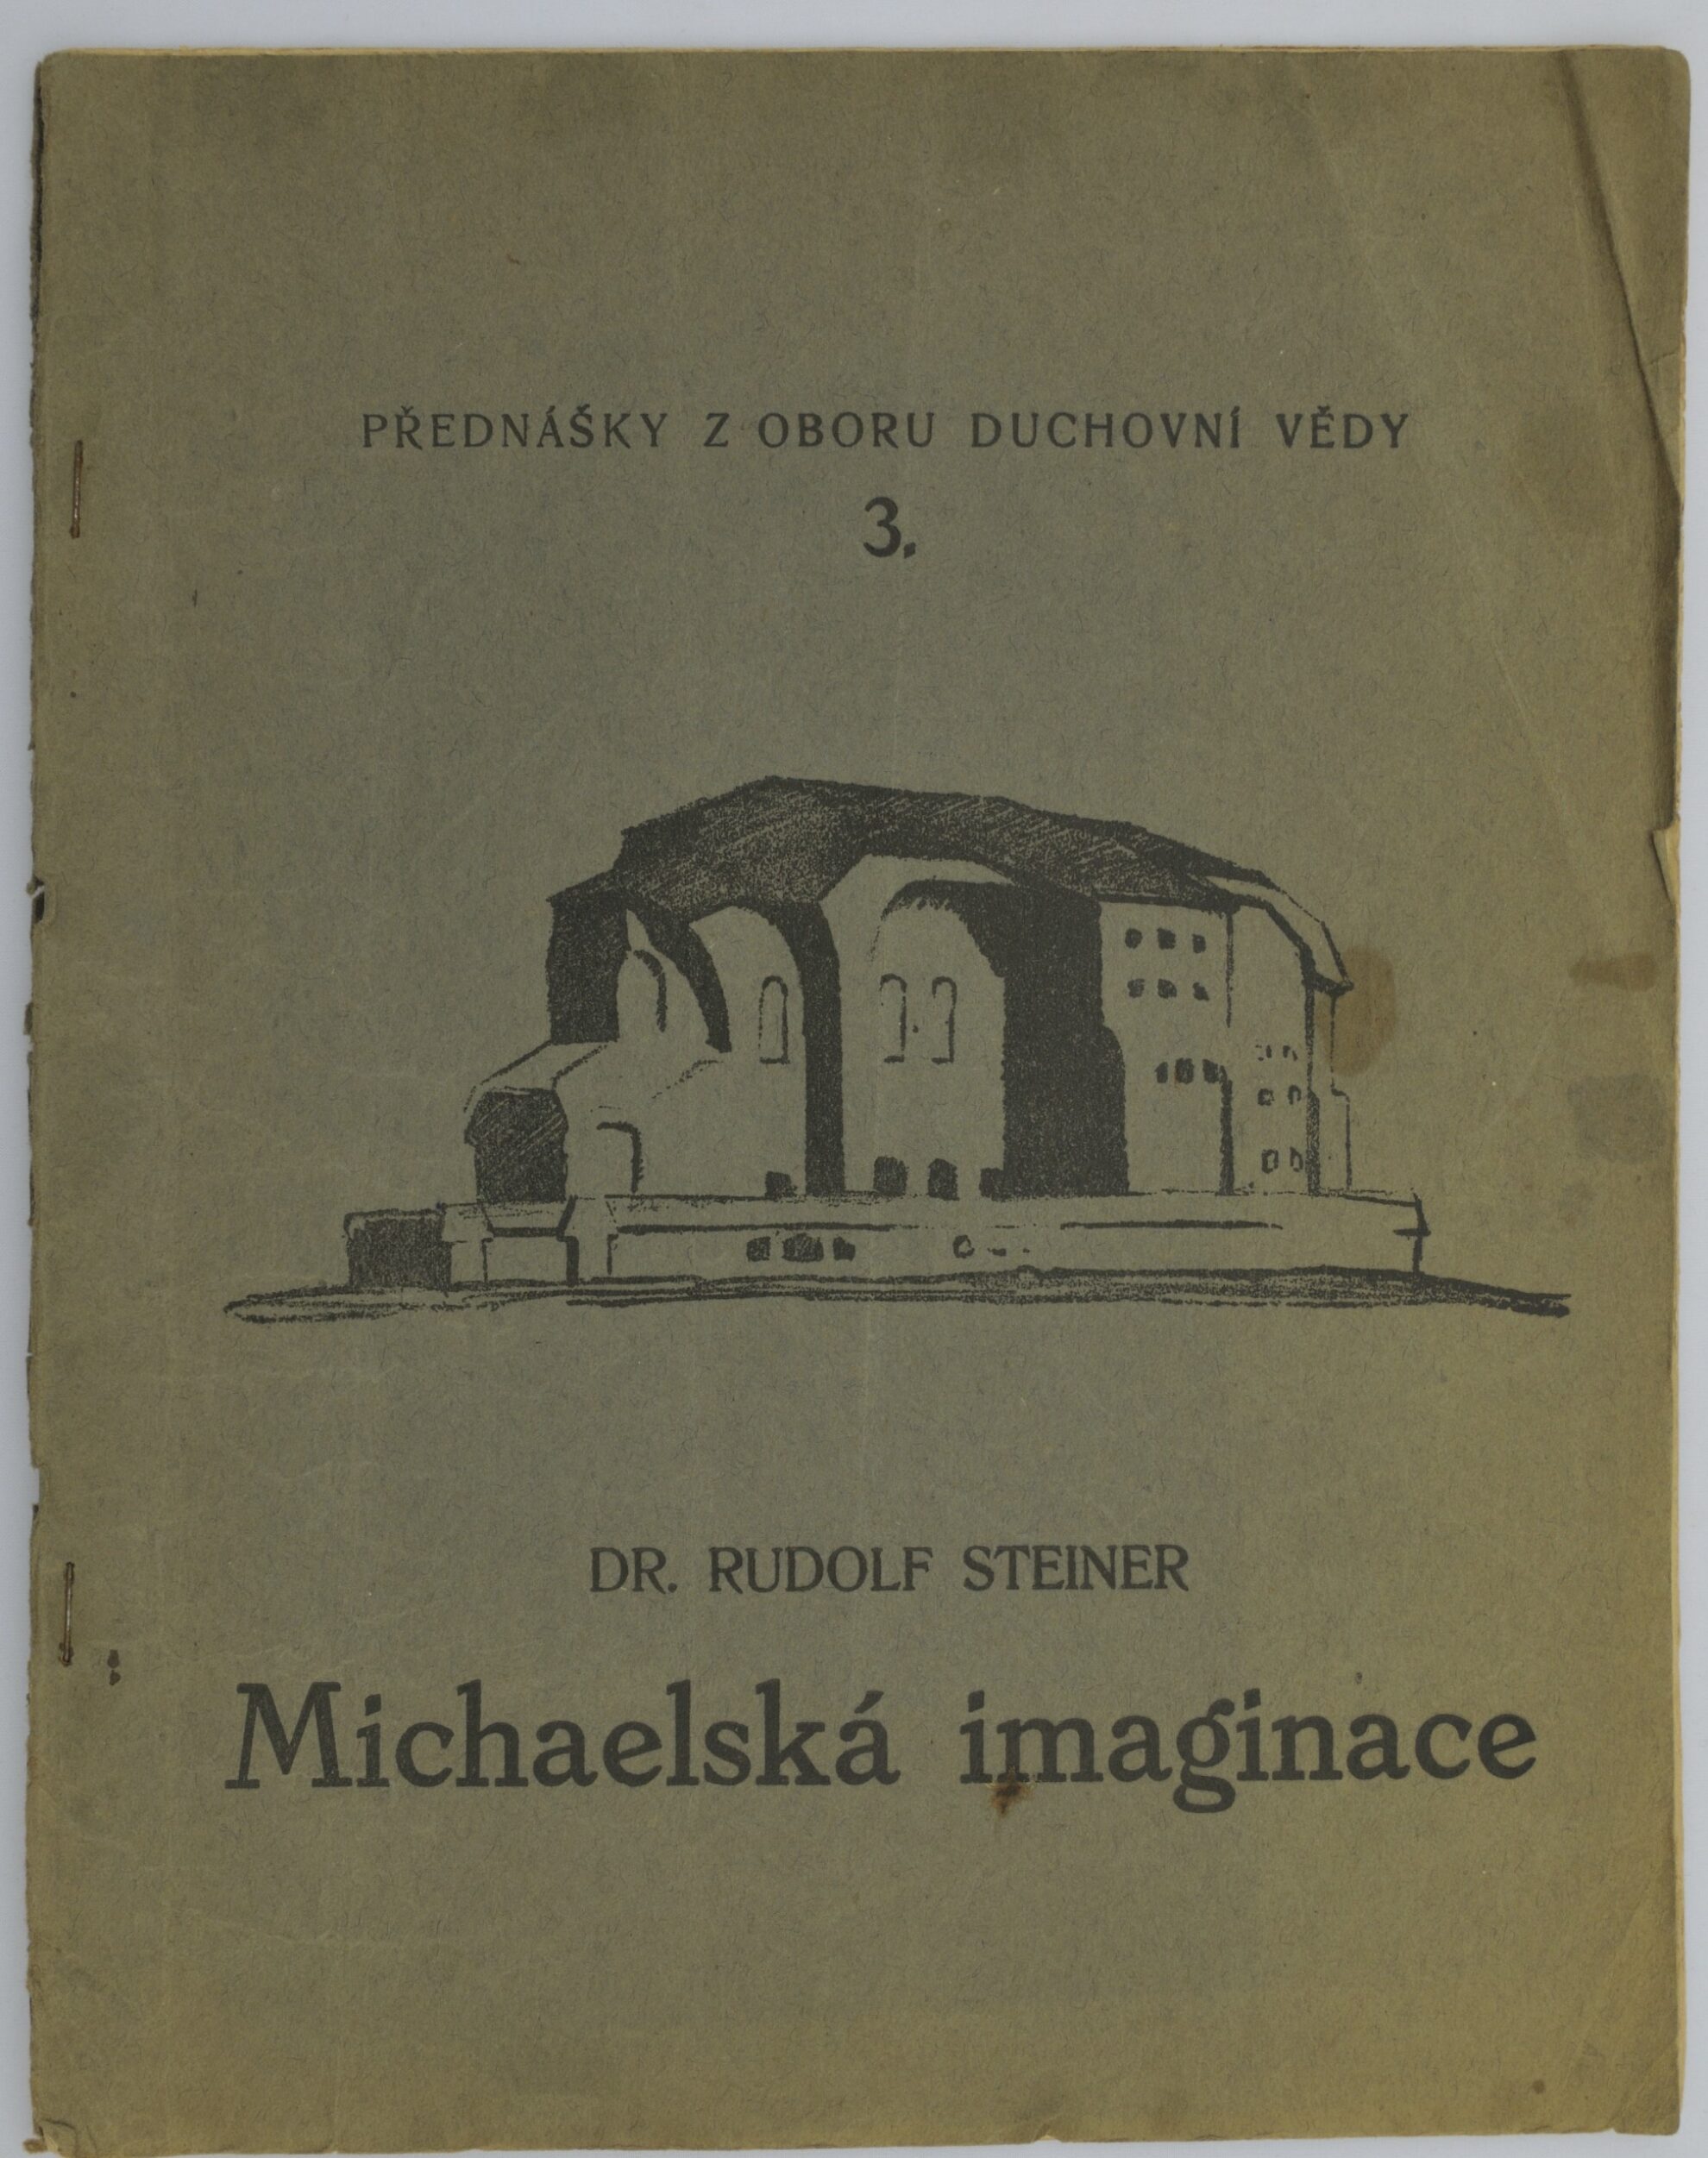 PŘEDNÁŠKY Z OBORU DUCHOVNÍ VĚDY
3.
DR. RUDOLF STEINER
Michaelská imaginace